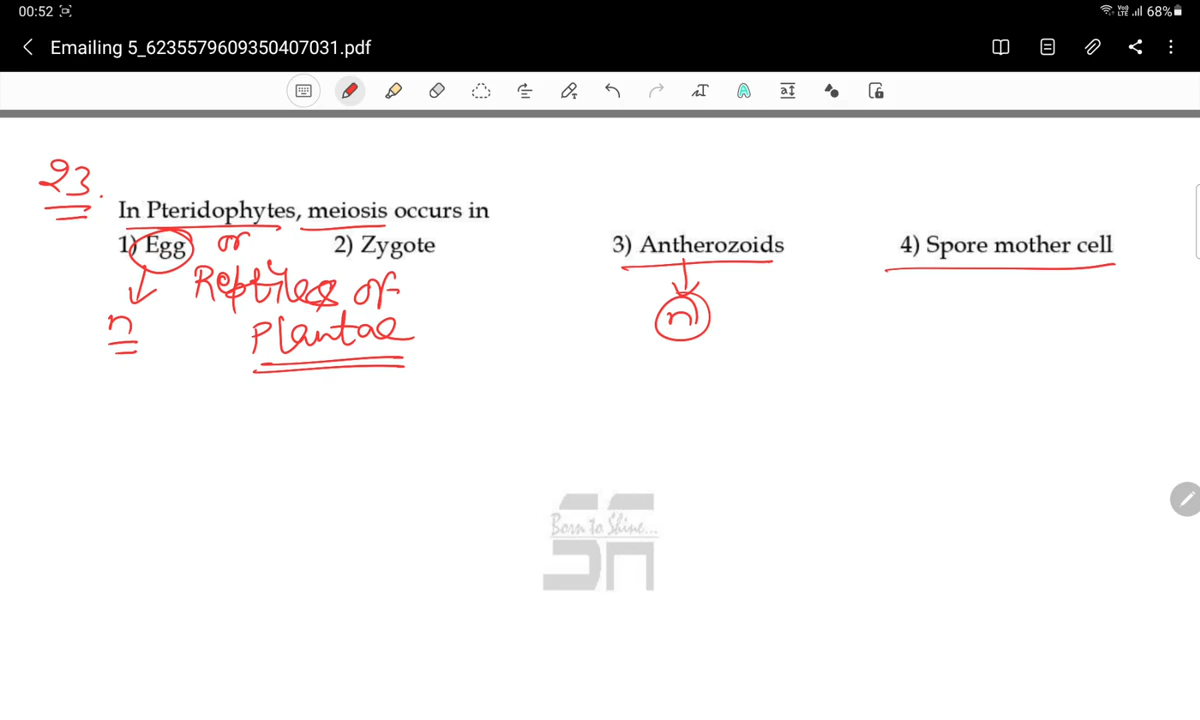 00:52 68%
Emailing 5_6235579609350407031.pdf
23.
In Pteridophytes, meiosis occurs in
1) Egg or 2) Zygote 3) Antherozoids 4) Spore mother cell
Reptiles of
n Plantae n
Born to Shine...
SR